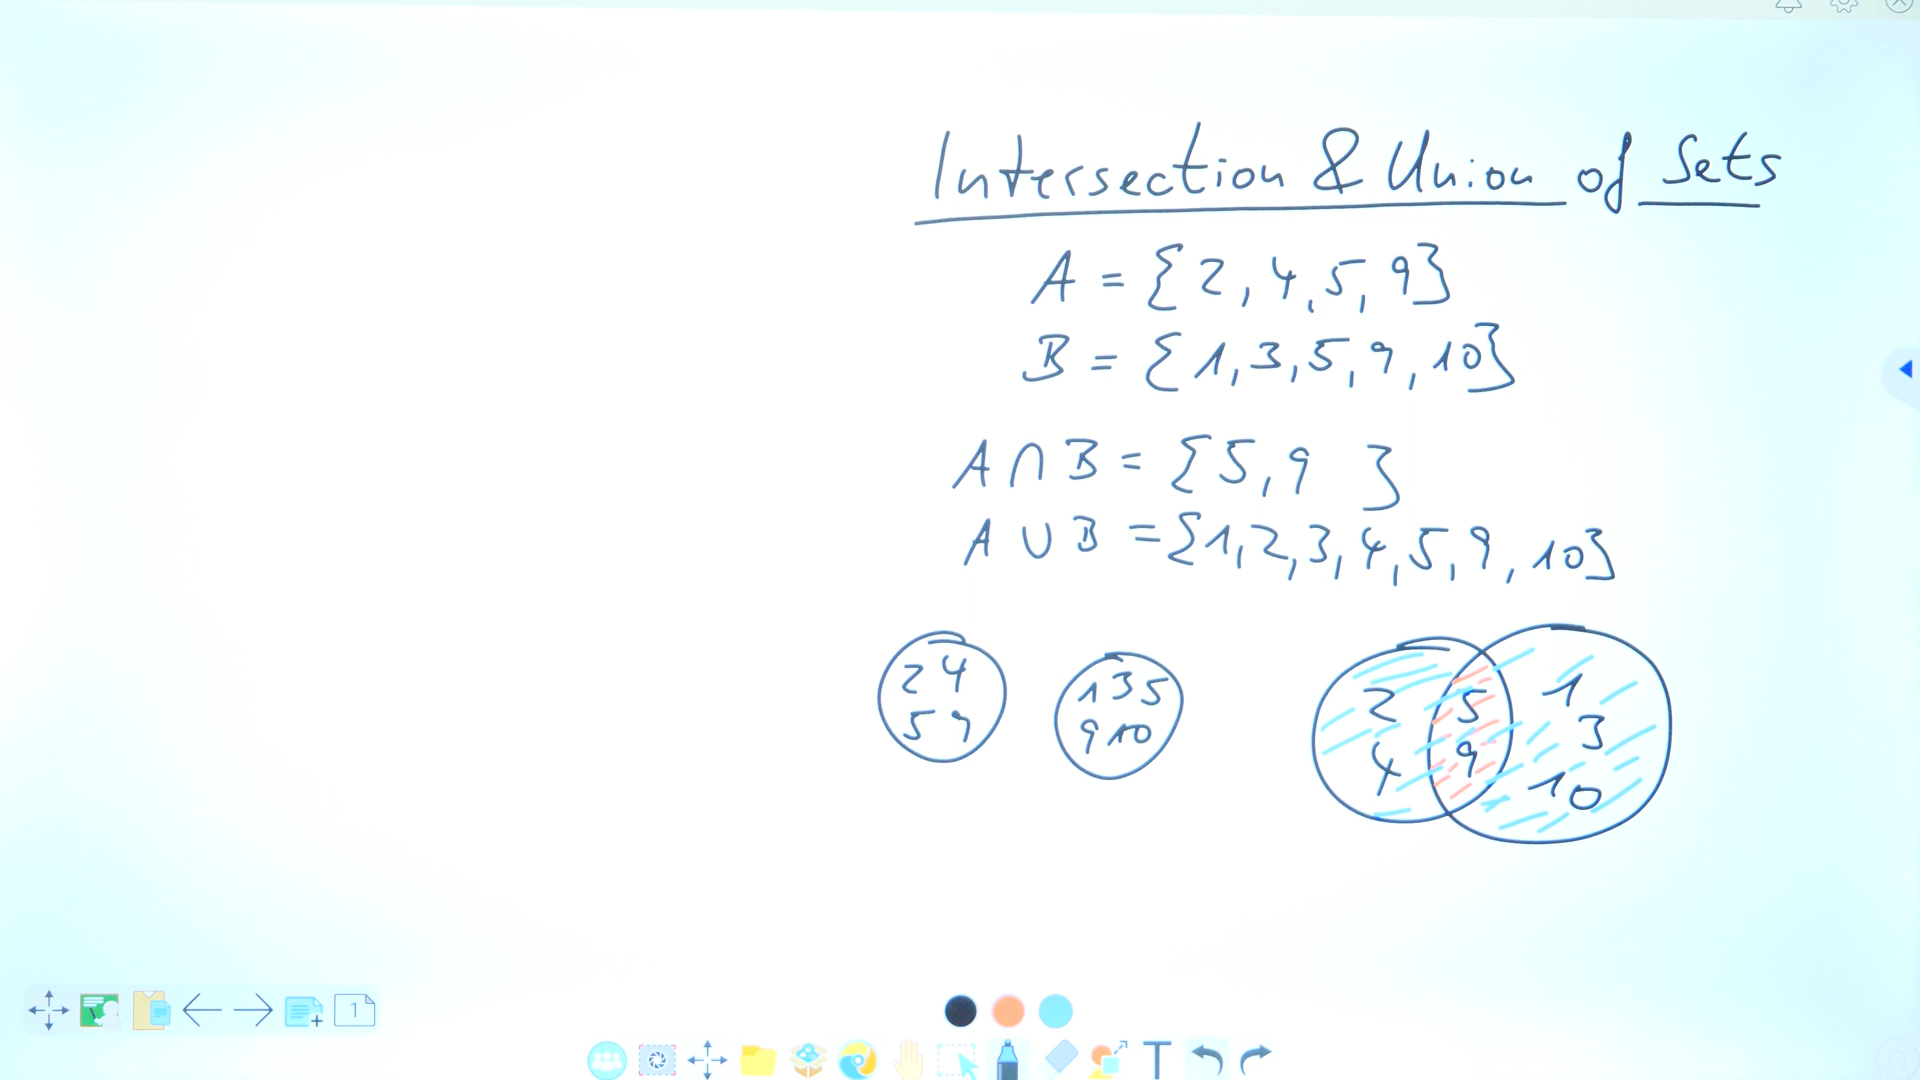 Intersection & Union of Sets
A = {2, 4, 5, 9}
B = {1, 3, 5, 9, 10}
A ∩ B = {5, 9 }
A ∪ B = {1, 2, 3, 4, 5, 9, 10}
2 4
5 9
1 3 5
9 10
2 5 1
3
4 9
10
1
T